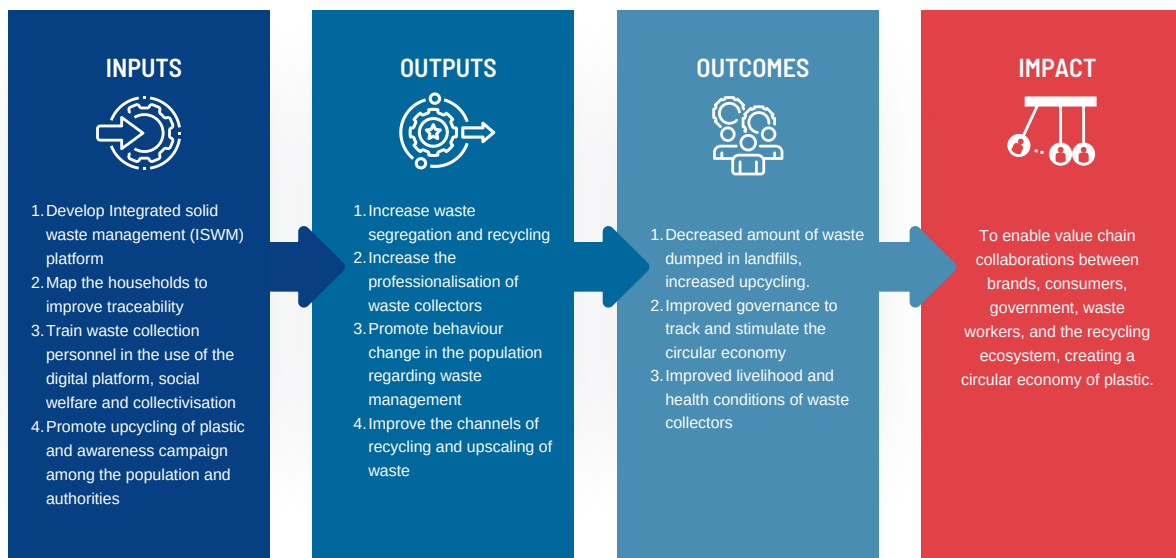 INPUTS
1. Develop Integrated solid
waste management (ISWM)
platform
2. Map the households to
improve traceability
3. Train waste collection
personnel in the use of the
digital platform, social
welfare and collectivisation
4. Promote upcycling of plastic
and awareness campaign
among the population and
authorities
OUTPUTS
1. Increase waste
segregation and recycling
2. Increase the
professionalisation of
waste collectors
3. Promote behaviour
change in the population
regarding waste
management
4. Improve the channels of
recycling and upscaling of
waste
OUTCOMES
1. Decreased amount of waste
dumped in landfills,
increased upcycling.
2. Improved governance to
track and stimulate the
circular economy
3. Improved livelihood and
health conditions of waste
collectors
IMPACT
To enable value chain
collaborations between
brands, consumers,
government, waste
workers, and the recycling
ecosystem, creating a
circular economy of plastic.